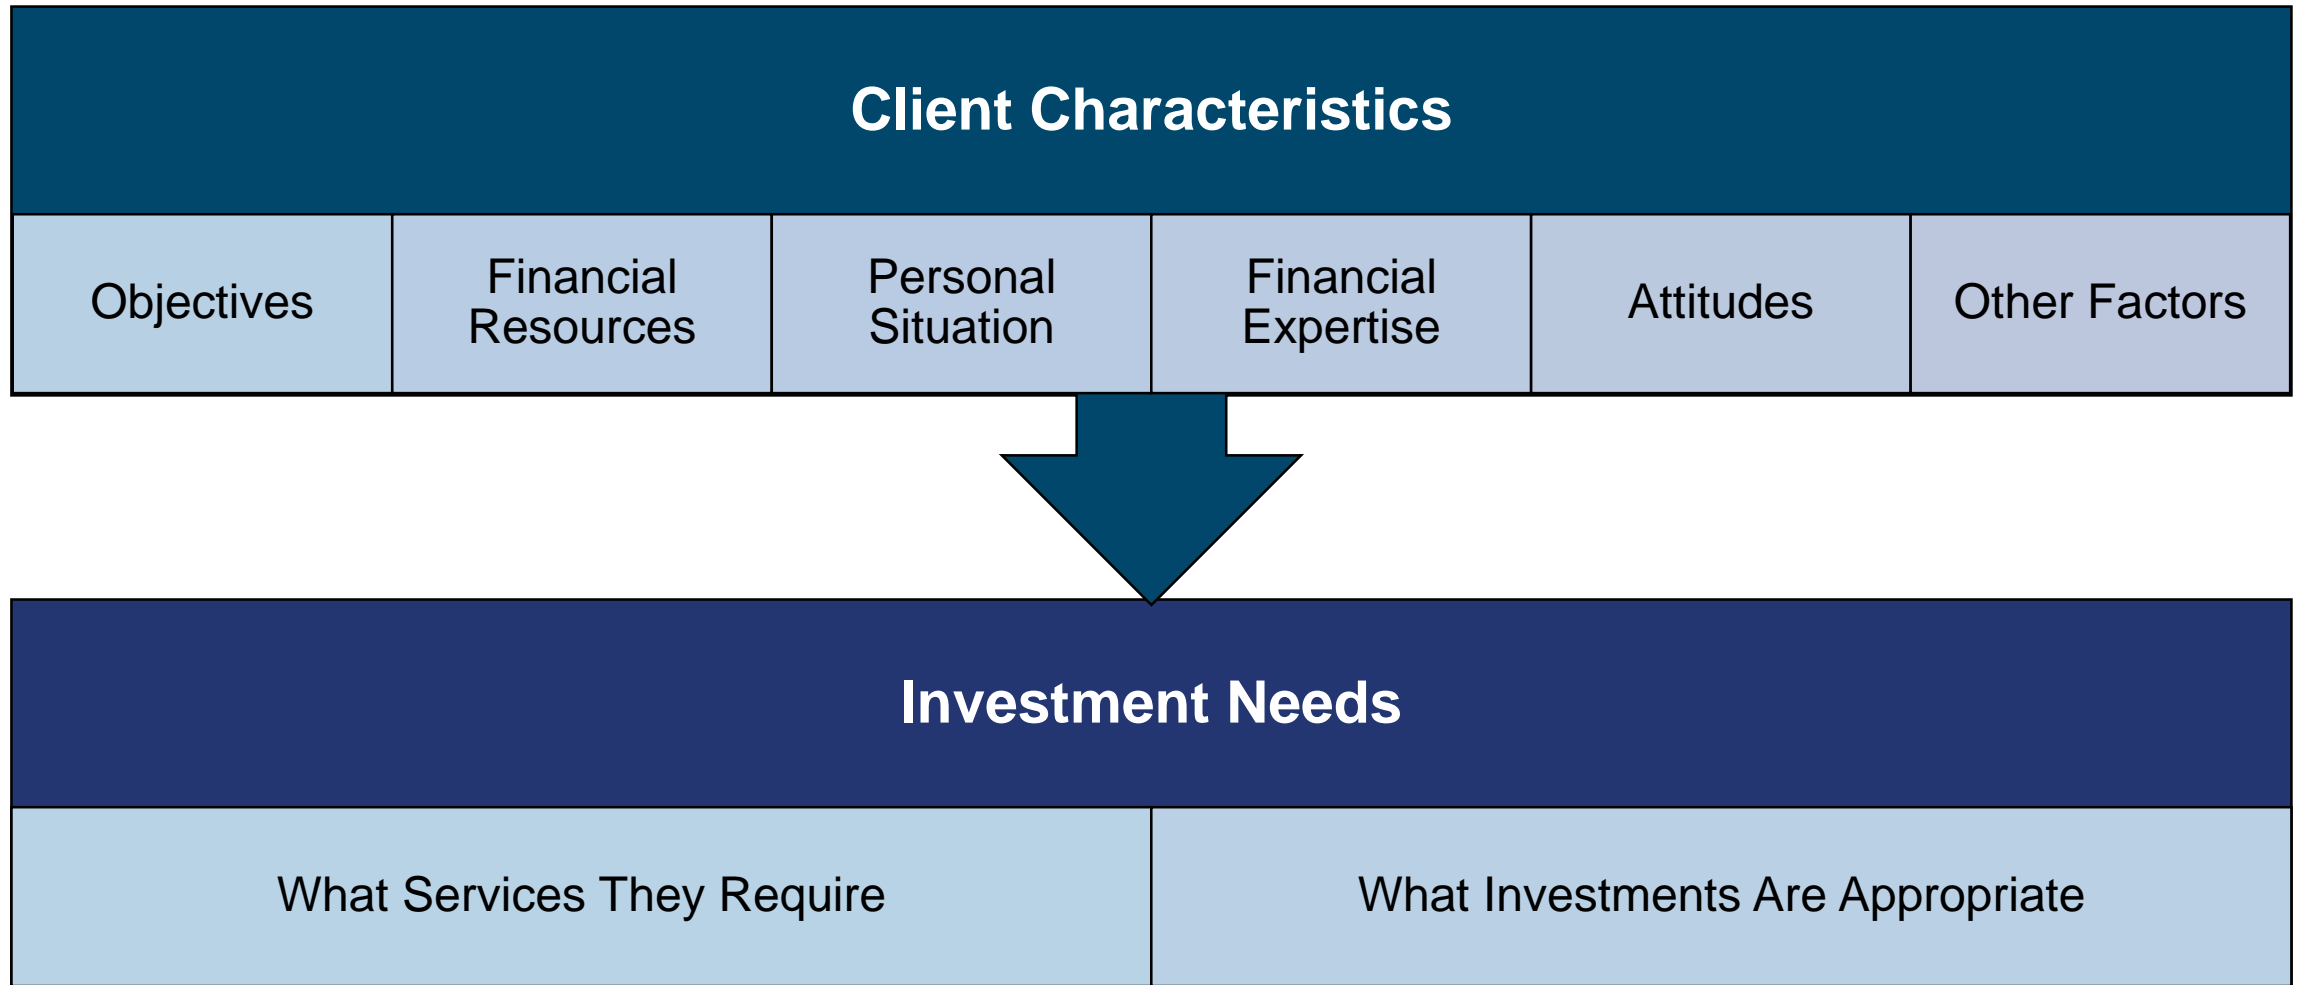 Client Characteristics
Objectives
Financial
Resources
Personal
Situation
Financial
Expertise
Attitudes
Other Factors
Investment Needs
What Services They Require
What Investments Are Appropriate